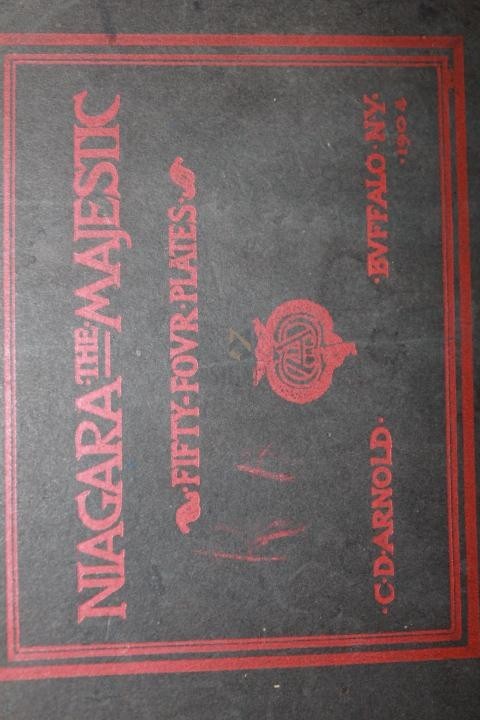 NIAGARA THE MAJESTIC
·FIFTY·FOVR·PLATES·
·C·D·ARNOLD· ·BVFFALO·N·Y·
·1904